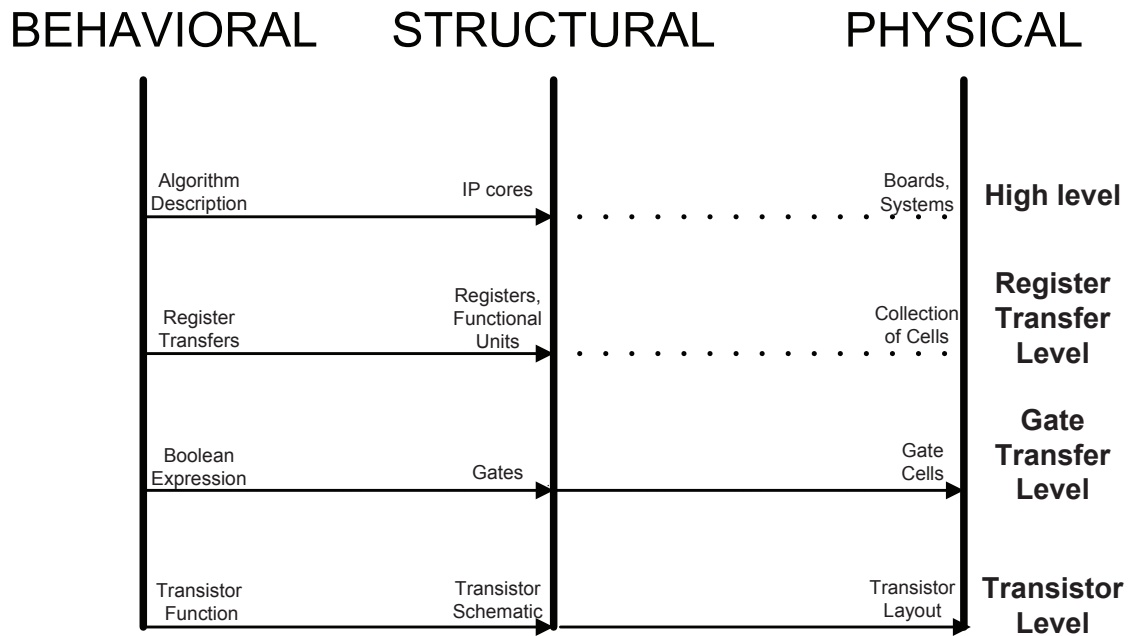 BEHAVIORAL STRUCTURAL PHYSICAL
Algorithm
Description
IP cores
Boards,
Systems
High level
Register
Transfers
Registers,
Functional
Units
Collection
of Cells
Register
Transfer
Level
Boolean
Expression
Gates
Gate
Cells
Gate
Transfer
Level
Transistor
Function
Transistor
Schematic
Transistor
Layout
Transistor
Level